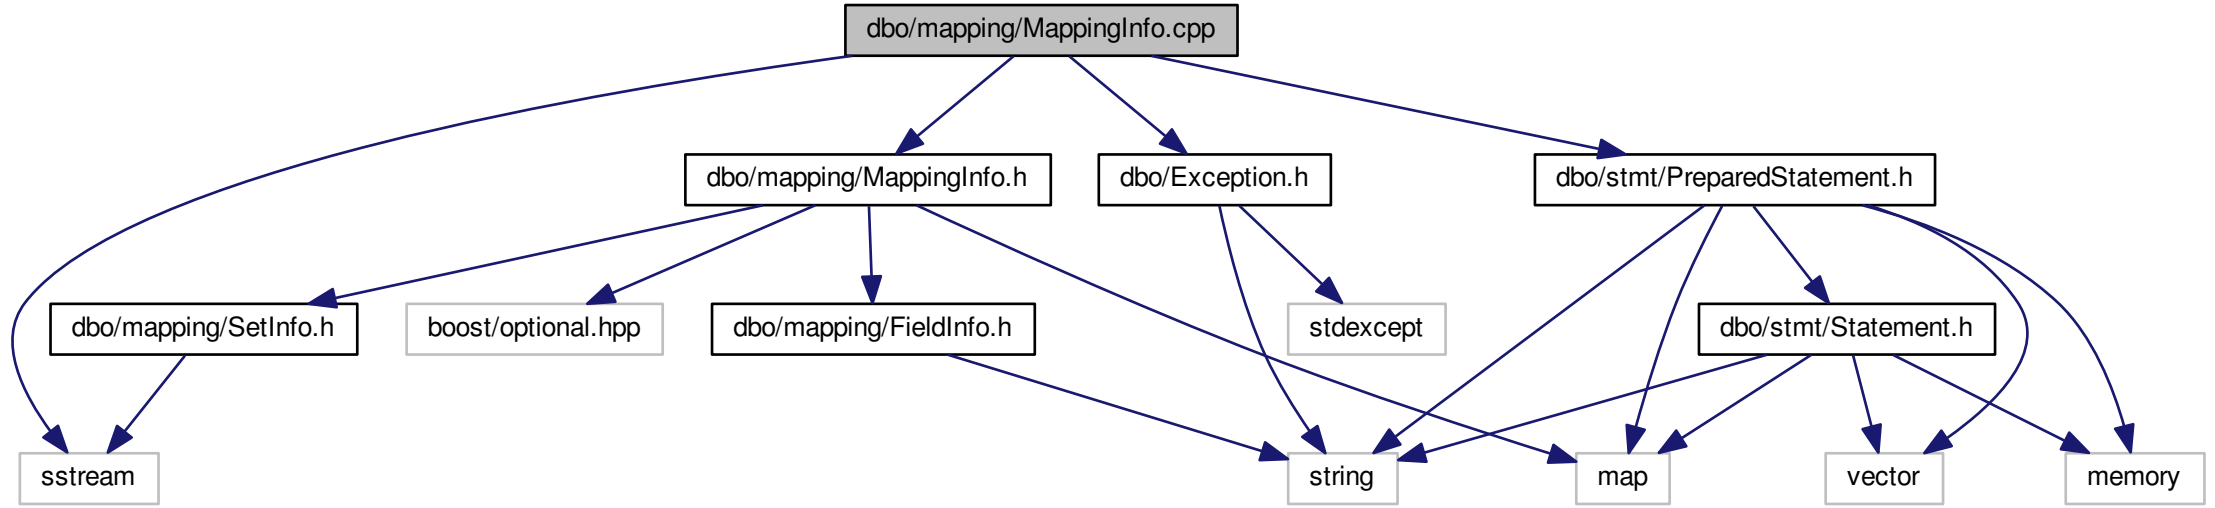 dbo/mapping/MappingInfo.cpp
dbo/mapping/MappingInfo.h
dbo/Exception.h
dbo/stmt/PreparedStatement.h
dbo/mapping/SetInfo.h
boost/optional.hpp
dbo/mapping/FieldInfo.h
stdexcept
dbo/stmt/Statement.h
sstream
string
map
vector
memory